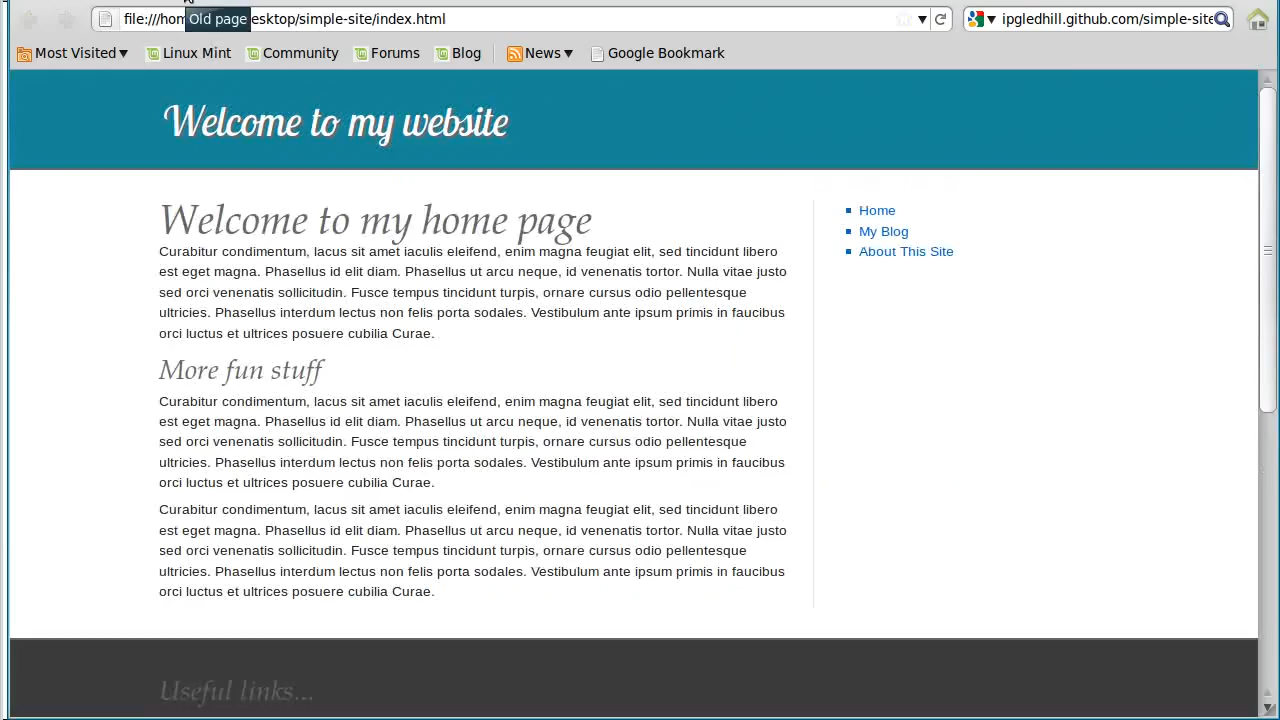 file:///hom Old page esktop/simple-site/index.html ipgledhill.github.com/simple-site
Most Visited Linux Mint Community Forums Blog News Google Bookmark
Welcome to my website
Welcome to my home page
Curabitur condimentum, lacus sit amet iaculis eleifend, enim magna feugiat elit, sed tincidunt libero
est eget magna. Phasellus id elit diam. Phasellus ut arcu neque, id venenatis tortor. Nulla vitae justo
sed orci venenatis sollicitudin. Fusce tempus tincidunt turpis, ornare cursus odio pellentesque
ultricies. Phasellus interdum lectus non felis porta sodales. Vestibulum ante ipsum primis in faucibus
orci luctus et ultrices posuere cubilia Curae.
More fun stuff
Curabitur condimentum, lacus sit amet iaculis eleifend, enim magna feugiat elit, sed tincidunt libero
est eget magna. Phasellus id elit diam. Phasellus ut arcu neque, id venenatis tortor. Nulla vitae justo
sed orci venenatis sollicitudin. Fusce tempus tincidunt turpis, ornare cursus odio pellentesque
ultricies. Phasellus interdum lectus non felis porta sodales. Vestibulum ante ipsum primis in faucibus
orci luctus et ultrices posuere cubilia Curae.
Curabitur condimentum, lacus sit amet iaculis eleifend, enim magna feugiat elit, sed tincidunt libero
est eget magna. Phasellus id elit diam. Phasellus ut arcu neque, id venenatis tortor. Nulla vitae justo
sed orci venenatis sollicitudin. Fusce tempus tincidunt turpis, ornare cursus odio pellentesque
ultricies. Phasellus interdum lectus non felis porta sodales. Vestibulum ante ipsum primis in faucibus
orci luctus et ultrices posuere cubilia Curae.
Home
My Blog
About This Site
Useful links...